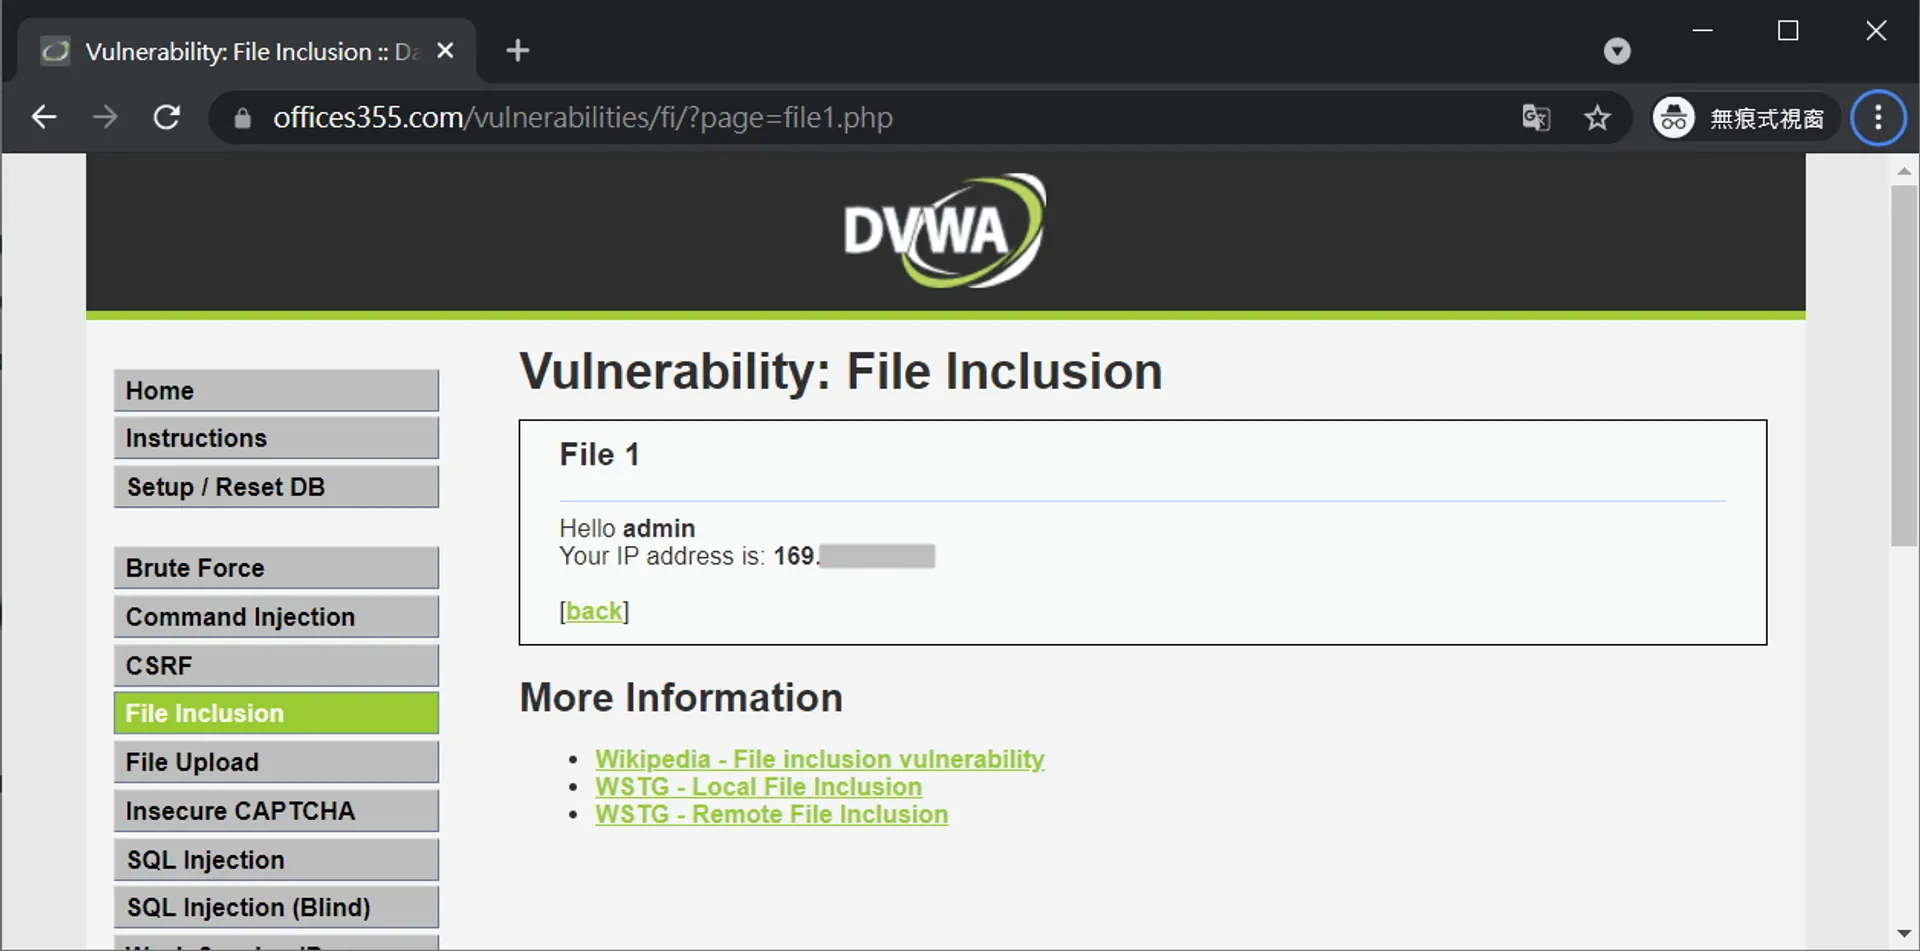 Vulnerability: File Inclusion :: Da
offices355.com/vulnerabilities/fi/?page=file1.php
無痕式視窗
DVWA
Home
Instructions
Setup / Reset DB
Brute Force
Command Injection
CSRF
File Inclusion
File Upload
Insecure CAPTCHA
SQL Injection
SQL Injection (Blind)
Vulnerability: File Inclusion
File 1
Hello admin
Your IP address is: 169.
[back]
More Information
Wikipedia - File inclusion vulnerability
WSTG - Local File Inclusion
WSTG - Remote File Inclusion